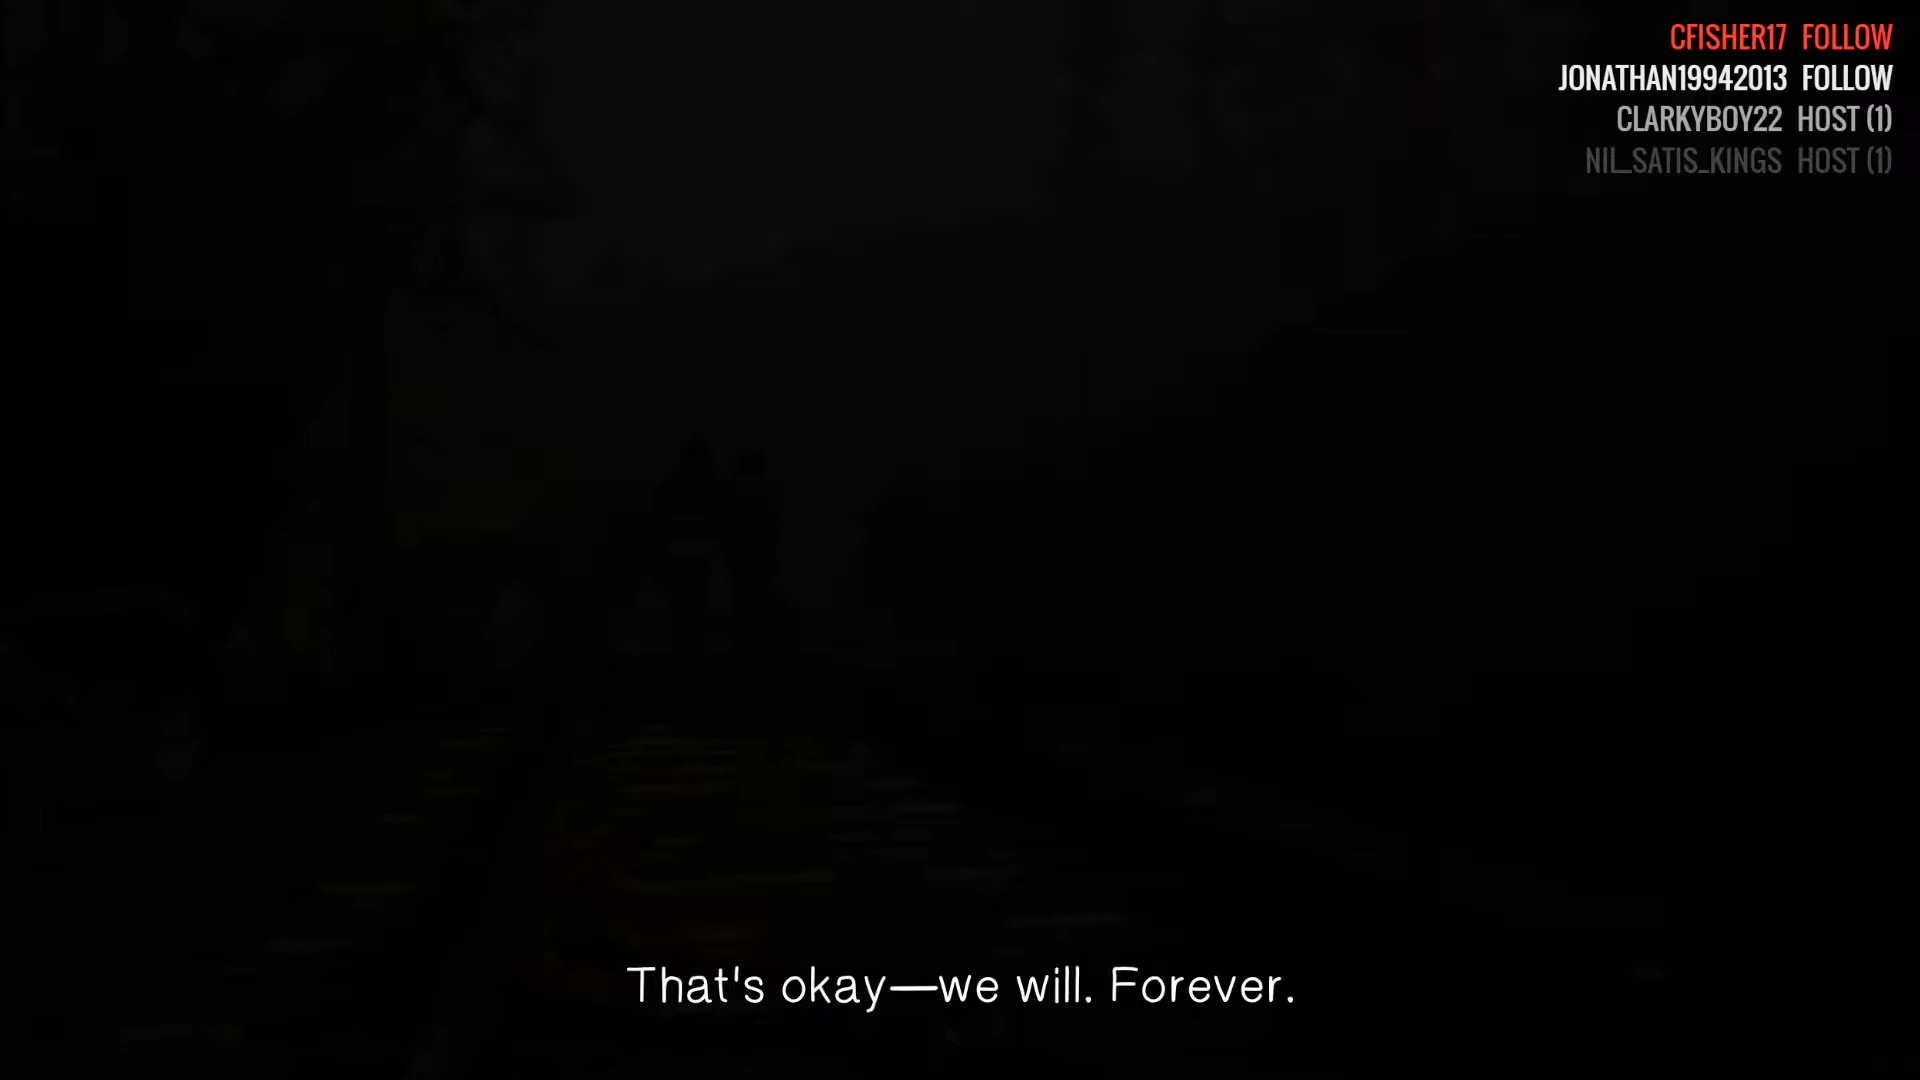 CFISHER17 FOLLOW
JONATHAN19942013 FOLLOW
CLARKYBOY22 HOST (1)
NIL_SATIS_KINGS HOST (1)
That's okay—we will. Forever.